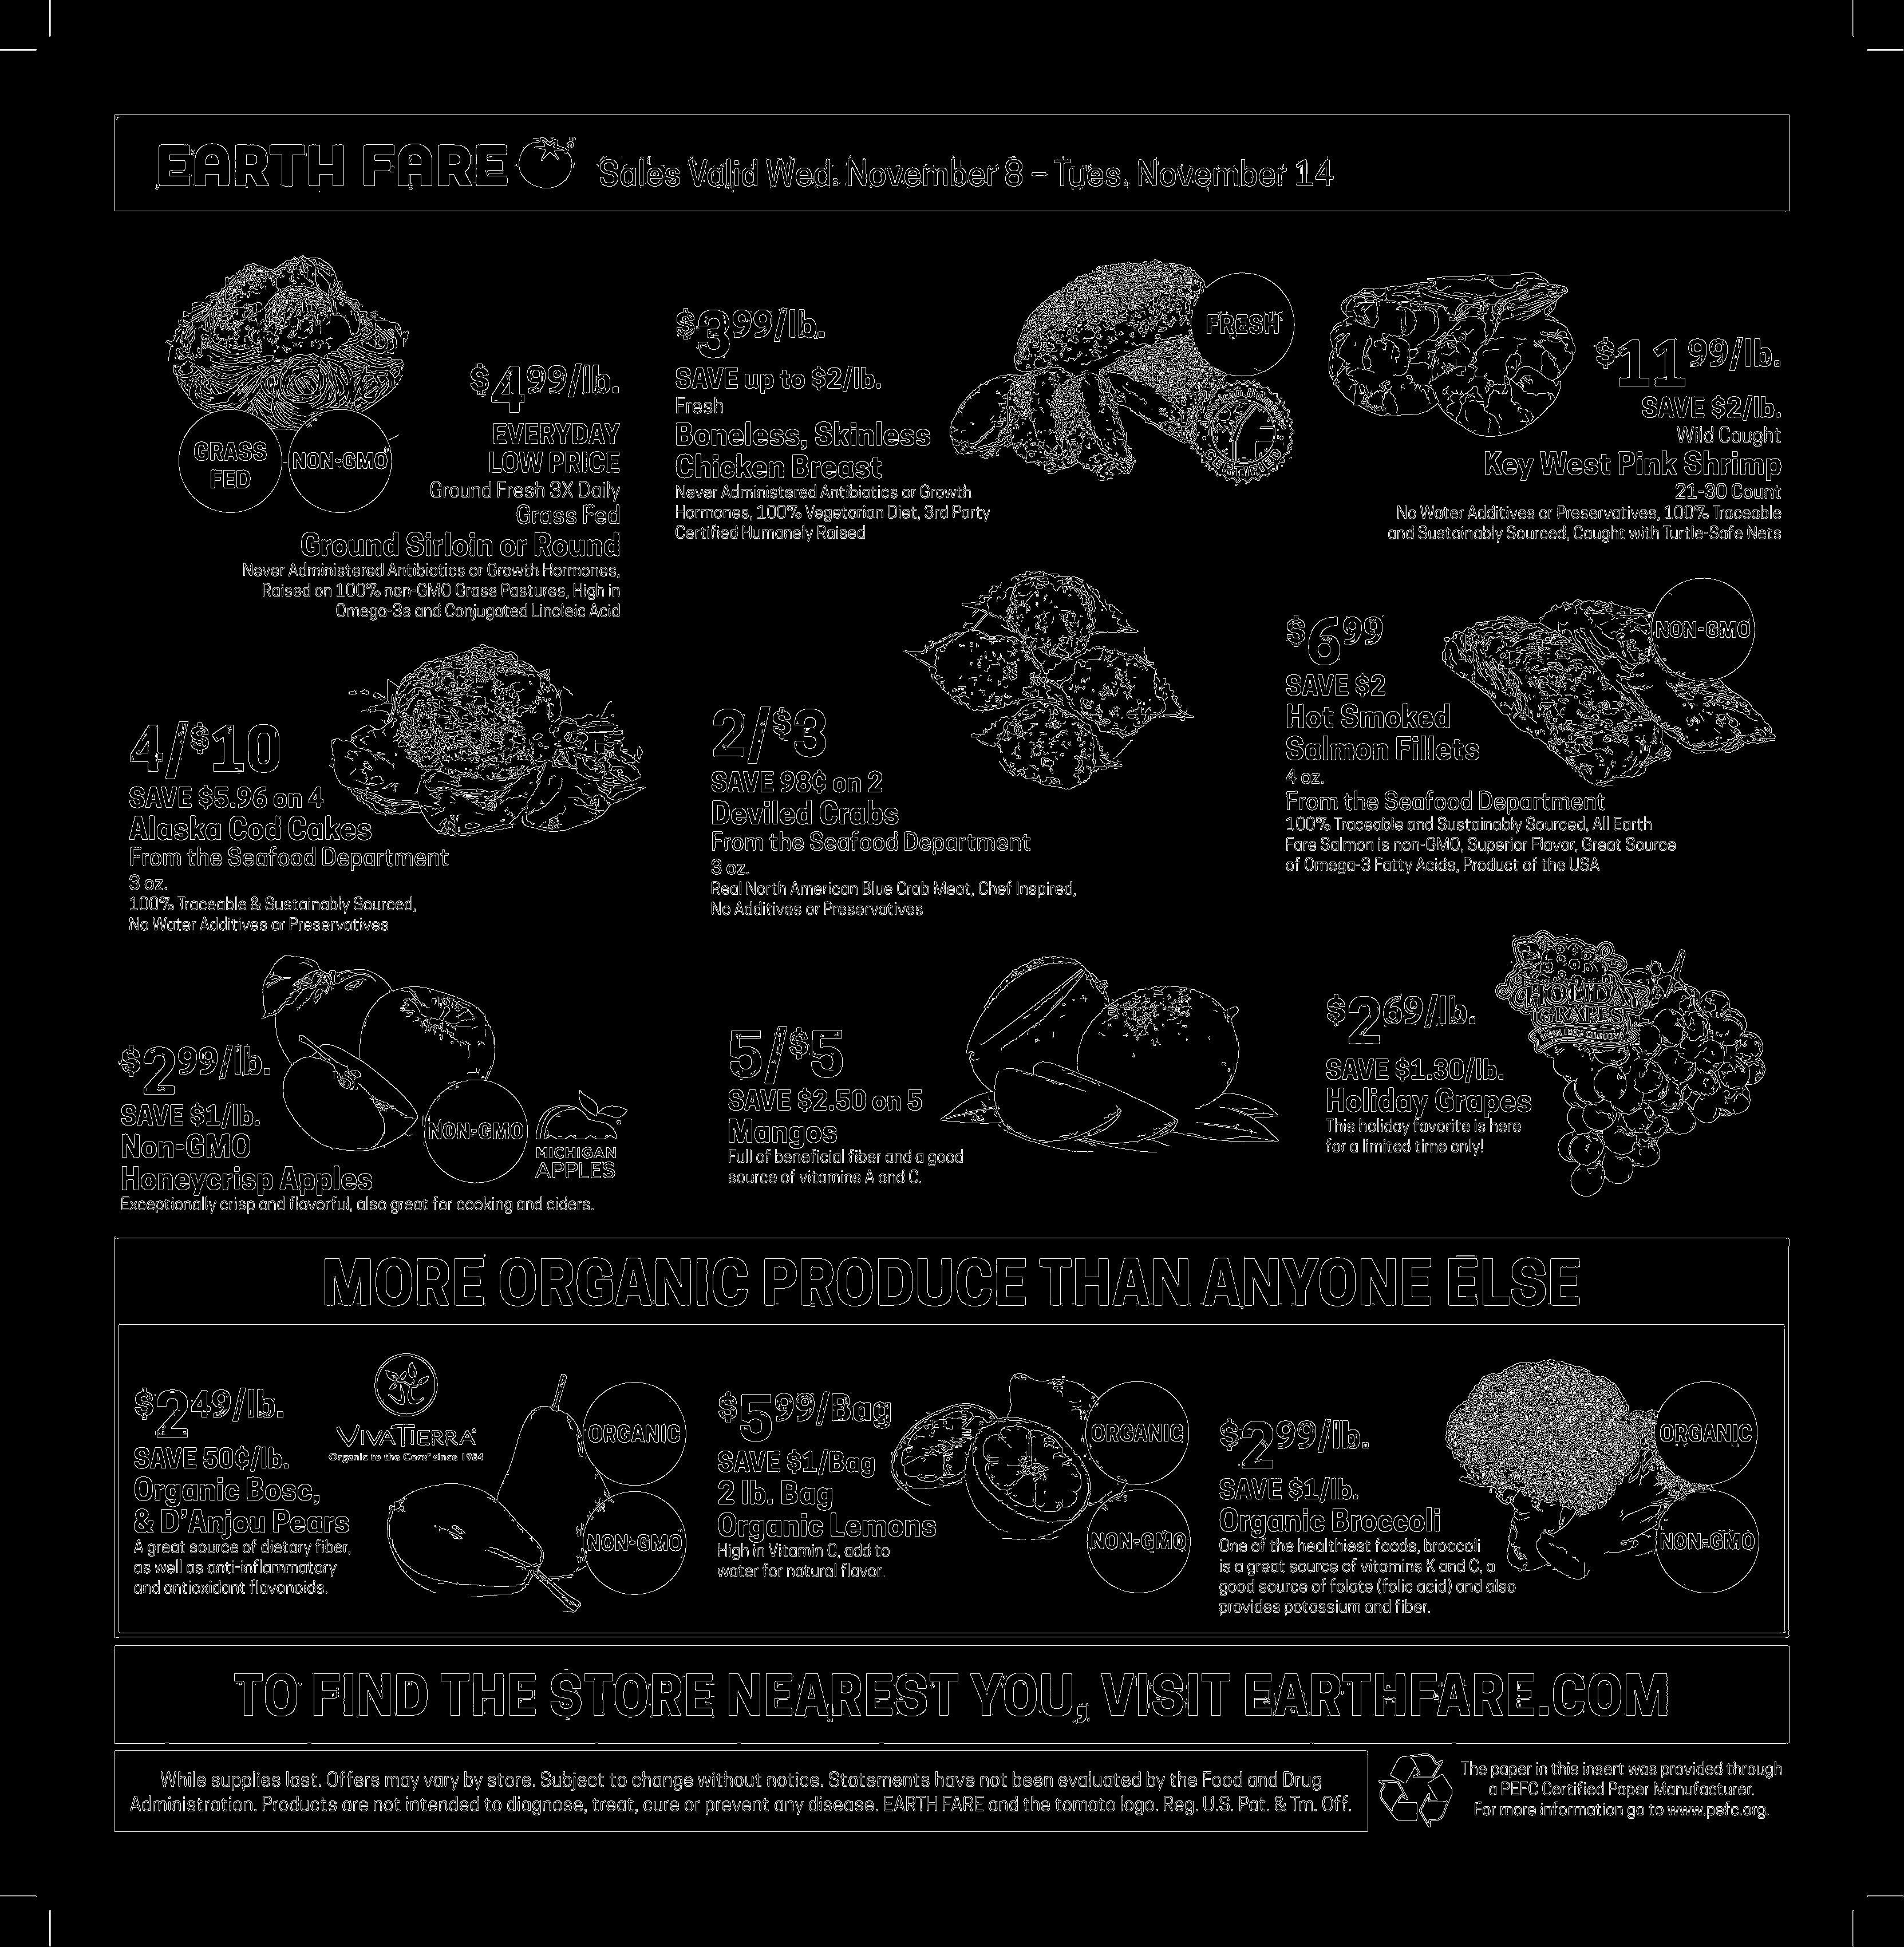 EARTH FARE Sales Valid Wed. November 8 – Tues. November 14
GRASS
FED
NON-GMO
$4.99/lb.
EVERYDAY
LOW PRICE
Ground Fresh 3X Daily
Grass Fed
Ground Sirloin or Round
Never Administered Antibiotics or Growth Hormones,
Raised on 100% non-GMO Grass Pastures, High in
Omega-3s and Conjugated Linoleic Acid
$3.99/lb.
SAVE up to $2/lb.
Fresh
Boneless, Skinless
Chicken Breast
Never Administered Antibiotics or Growth
Hormones, 100% Vegetarian Diet, 3rd Party
Certified Humanely Raised
FRESH
CERTIFIED
$11.99/lb.
SAVE $2/lb.
Wild Caught
Key West Pink Shrimp
21-30 Count
No Water Additives or Preservatives, 100% Traceable
and Sustainably Sourced, Caught with Turtle-Safe Nets
4/$10
SAVE $5.96 on 4
Alaska Cod Cakes
From the Seafood Department
3 oz.
100% Traceable & Sustainably Sourced,
No Water Additives or Preservatives
2/$3
SAVE 98¢ on 2
Deviled Crabs
From the Seafood Department
3 oz.
Real North American Blue Crab Meat, Chef Inspired,
No Additives or Preservatives
$6.99
SAVE $2
Hot Smoked
Salmon Fillets
4 oz.
From the Seafood Department
100% Traceable and Sustainably Sourced, All Earth
Fare Salmon is non-GMO, Superior Flavor, Great Source
of Omega-3 Fatty Acids, Product of the USA
NON-GMO
$2.99/lb.
SAVE $1/lb.
Non-GMO
Honeycrisp Apples
Exceptionally crisp and flavorful, also great for cooking and ciders.
NON-GMO
MICHIGAN
APPLES
5/$5
SAVE $2.50 on 5
Mangos
Full of beneficial fiber and a good
source of vitamins A and C.
$2.69/lb.
SAVE $1.30/lb.
Holiday Grapes
This holiday favorite is here
for a limited time only!
HOLIDAY
GRAPES
MORE ORGANIC PRODUCE THAN ANYONE ELSE
$2.49/lb.
SAVE 50¢/lb.
Organic Bosc,
& D'Anjou Pears
A great source of dietary fiber,
as well as anti-inflammatory
and antioxidant flavonoids.
VIVATIERRA
Organic to the Core® since 1984
ORGANIC
NON-GMO
$5.99/Bag
SAVE $1/Bag
2 lb. Bag
Organic Lemons
High in Vitamin C, add to
water for natural flavor.
ORGANIC
NON-GMO
$2.99/lb.
SAVE $1/lb.
Organic Broccoli
One of the healthiest foods, broccoli
is a great source of vitamins K and C, a
good source of folate (folic acid) and also
provides potassium and fiber.
ORGANIC
NON-GMO
TO FIND THE STORE NEAREST YOU, VISIT EARTHFARE.COM
While supplies last. Offers may vary by store. Subject to change without notice. Statements have not been evaluated by the Food and Drug
Administration. Products are not intended to diagnose, treat, cure or prevent any disease. EARTH FARE and the tomato logo. Reg. U.S. Pat. & Tm. Off.
The paper in this insert was provided through
a PEFC Certified Paper Manufacturer.
For more information go to www.pefc.org.